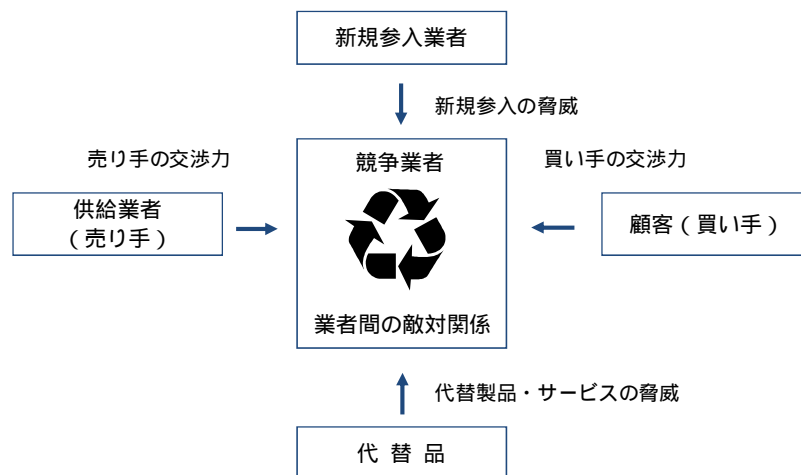 新規参入業者
新規参入の脅威
売り手の交渉力
競争業者
買い手の交渉力
供給業者
(売り手)
顧客(買い手)
業者間の敵対関係
代替製品・サービスの脅威
代 替 品